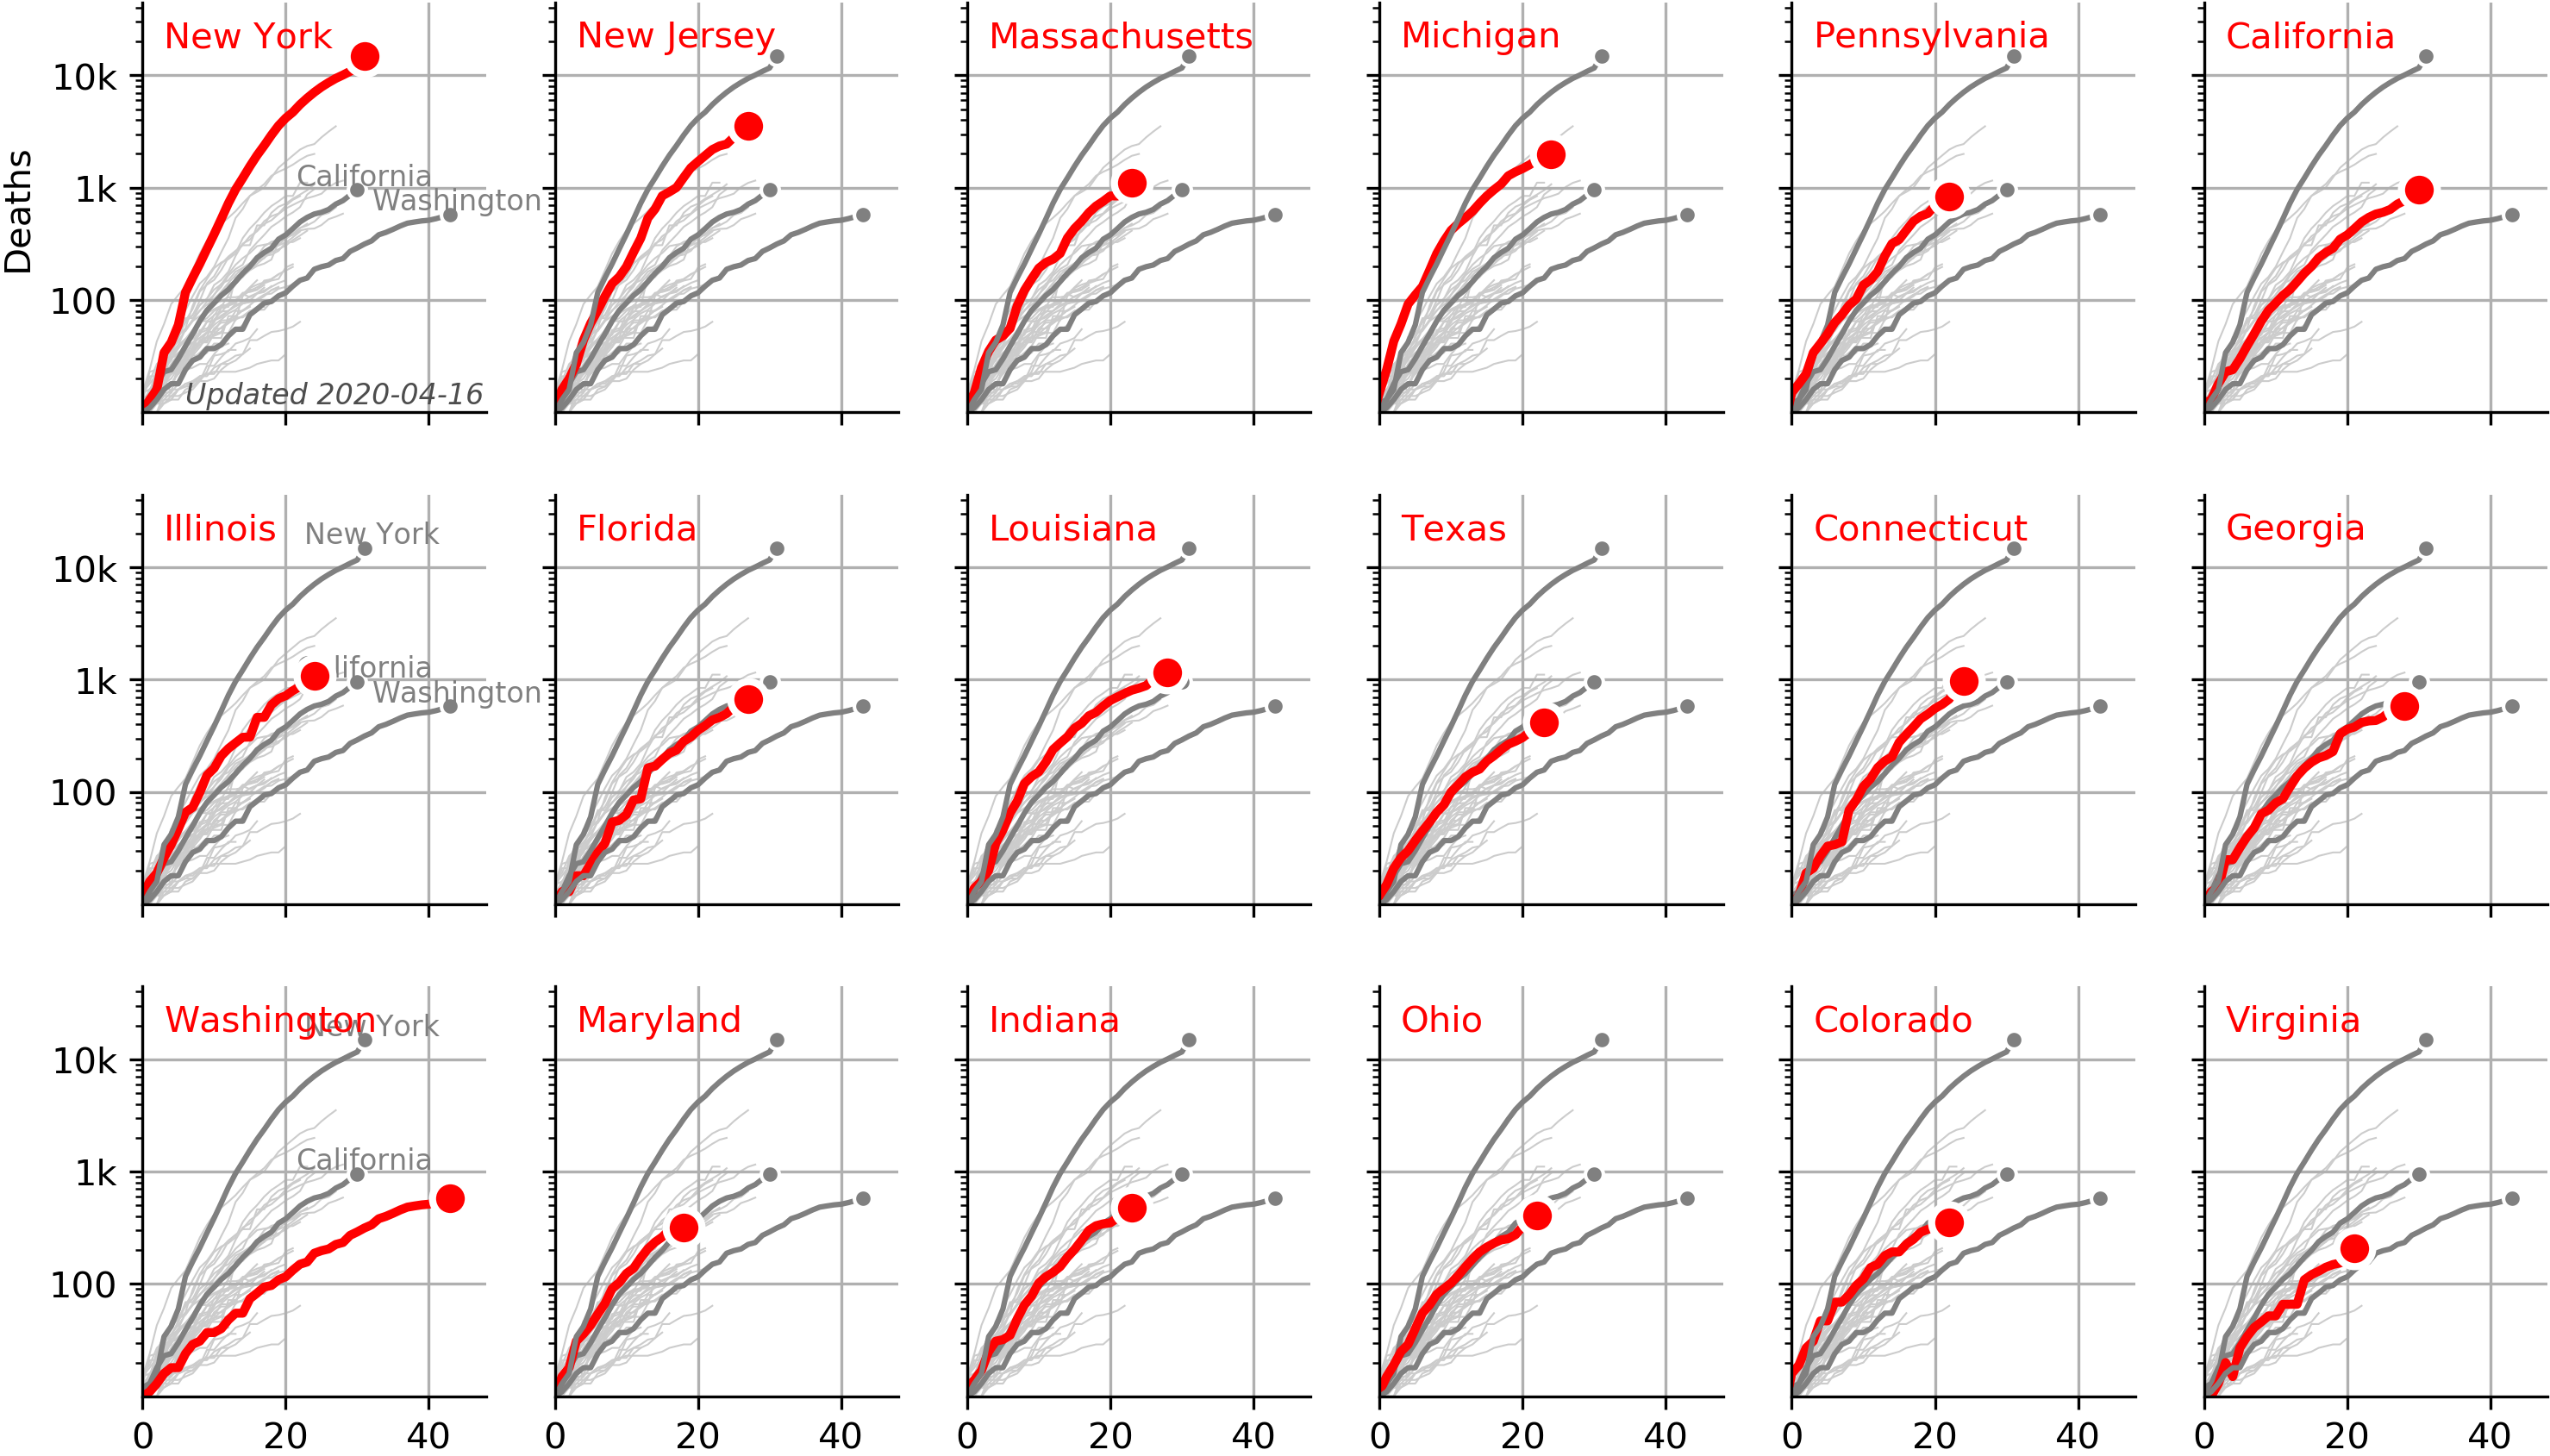 New York
New Jersey
Massachusetts
Michigan
Pennsylvania
California
10k
1k
100
Deaths
California
Washington
Updated 2020-04-16
Illinois
New York
Florida
Louisiana
Texas
Connecticut
Georgia
10k
1k
100
lifornia
Washington
Washington
New York
Maryland
Indiana
Ohio
Colorado
Virginia
10k
1k
100
California
0 20 40
0 20 40
0 20 40
0 20 40
0 20 40
0 20 40